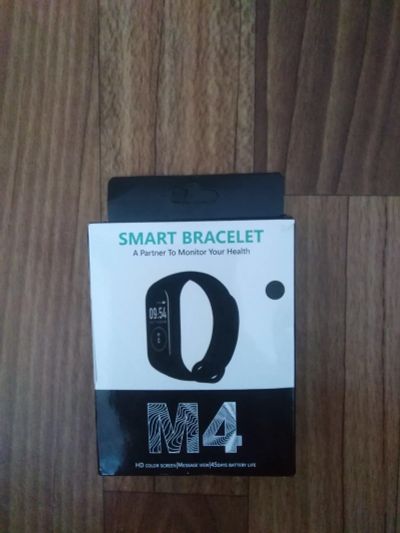 SMART BRACELET
A Partner To Monitor Your Health
09.54
M4
HD COLOR SCREEN|MESSAGE VIEW|45DAYS BATTERY LIFE